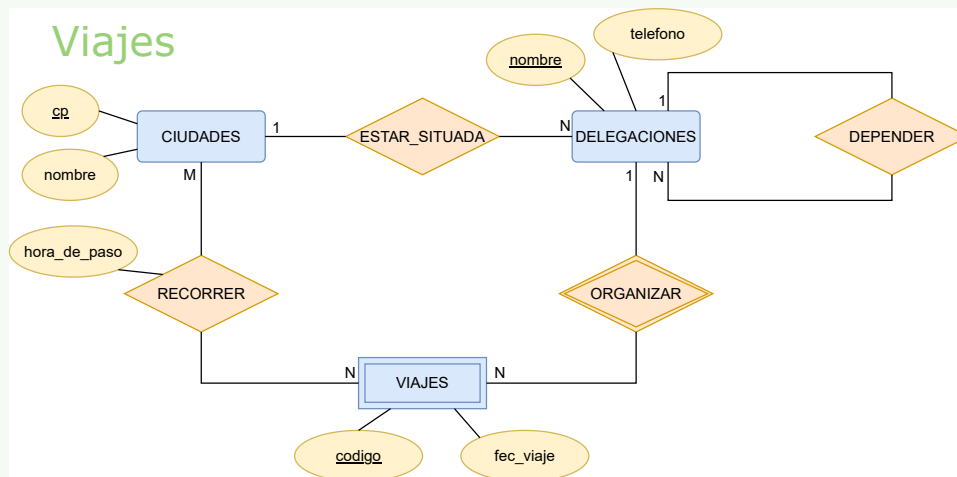 Viajes
telefono
nombre
cp
CIUDADES
1
ESTAR_SITUADA
N
DELEGACIONES
1
DEPENDER
nombre
M
1
N
hora_de_paso
RECORRER
ORGANIZAR
N
VIAJES
N
codigo
fec_viaje